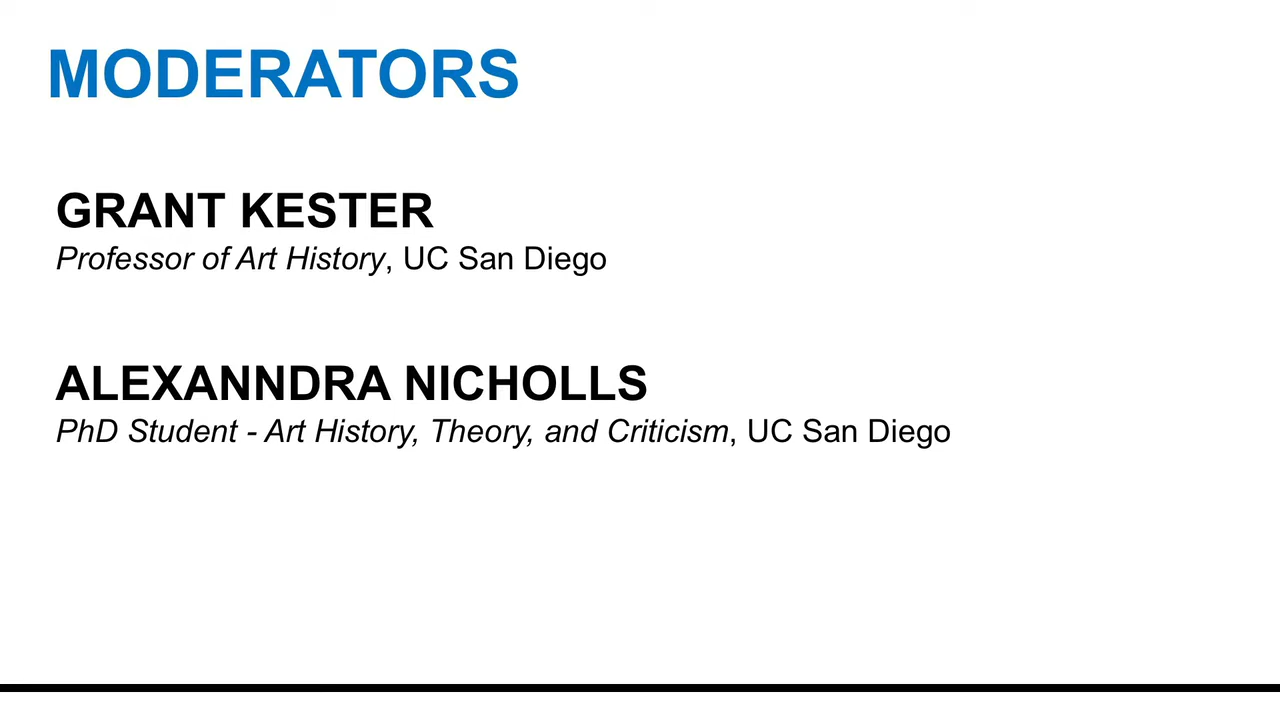 MODERATORS
GRANT KESTER
Professor of Art History, UC San Diego
ALEXANNDRA NICHOLLS
PhD Student - Art History, Theory, and Criticism, UC San Diego